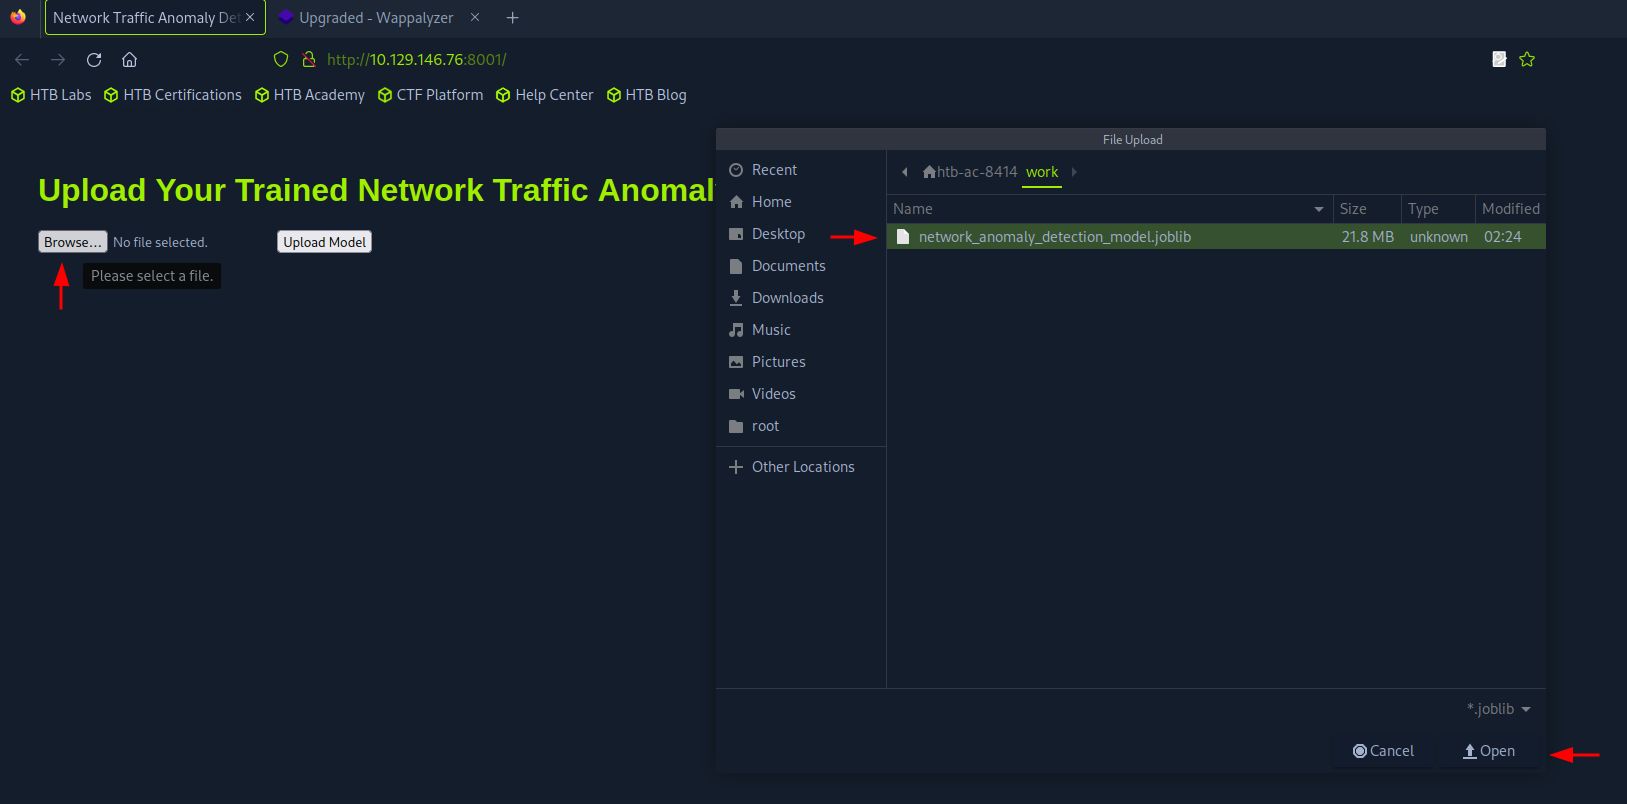 Network Traffic Anomaly Det
Upgraded - Wappalyzer
http://10.129.146.76:8001/
HTB Labs HTB Certifications HTB Academy CTF Platform Help Center HTB Blog
File Upload
Upload Your Trained Network Traffic Anomaly
Browse... No file selected. Upload Model
Please select a file.
Recent
Home
Desktop
Documents
Downloads
Music
Pictures
Videos
root
Other Locations
htb-ac-8414 work
Name Size Type Modified
network_anomaly_detection_model.joblib 21.8 MB unknown 02:24
*.joblib
Cancel Open